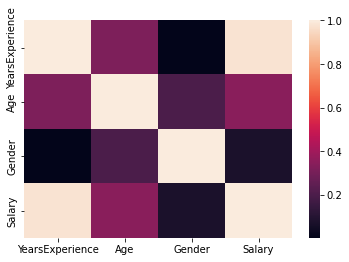 YearsExperience
Age
Gender
Salary
YearsExperience Age Gender Salary
1.0
0.8
0.6
0.4
0.2